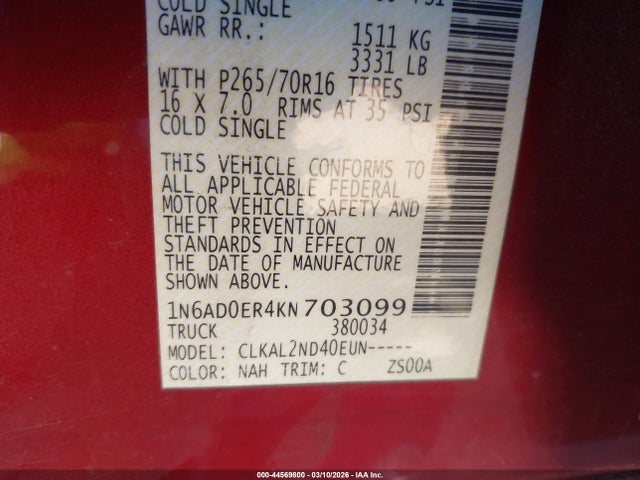 COLD SINGLE PSI
GAWR RR.: 1511 KG
3331 LB
WITH P265/70R16 TIRES
16 X 7.0 RIMS AT 35 PSI
COLD SINGLE
THIS VEHICLE CONFORMS TO
ALL APPLICABLE FEDERAL
MOTOR VEHICLE SAFETY AND
THEFT PREVENTION
STANDARDS IN EFFECT ON
THE DATE OF MANUFACTURE
SHOWN ABOVE.
1N6AD0ER4KN703099
TRUCK 380034
MODEL: CLKAL2ND40EUN-----
COLOR: NAH TRIM: C ZS00A
000-44569800 - 03/10/2026 - IAA Inc.